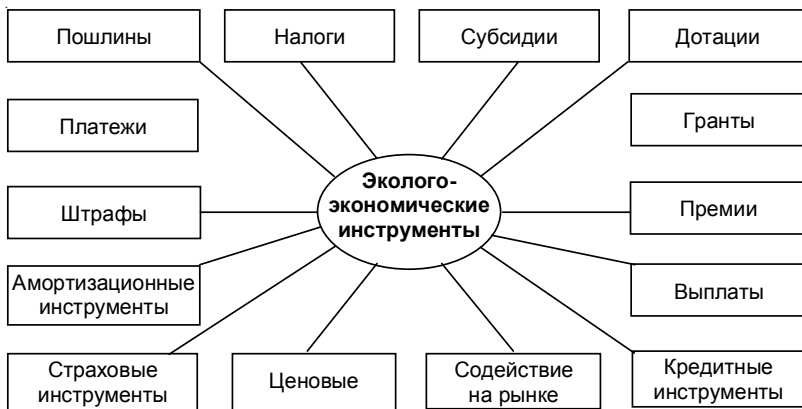 Пошлины
Налоги
Субсидии
Дотации
Платежи
Гранты
Эколого-
экономические
инструменты
Штрафы
Премии
Амортизационные
инструменты
Выплаты
Страховые
инструменты
Ценовые
Содействие
на рынке
Кредитные
инструменты